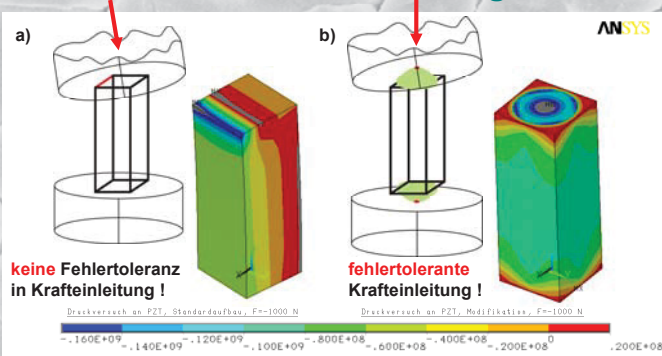 a)
b)
ANSYS
keine Fehlertoleranz
in Krafteinleitung !
fehlertolerante
Krafteinleitung !
Druckversuch an PZT, Standardaufbau, F=-1000 N
Druckversuch an PZT, Modifikation, F=-1000 N
-.160E+09
-.140E+09
-.120E+09
-.100E+09
-.800E+08
-.600E+08
-.400E+08
-.200E+08
0
.200E+08